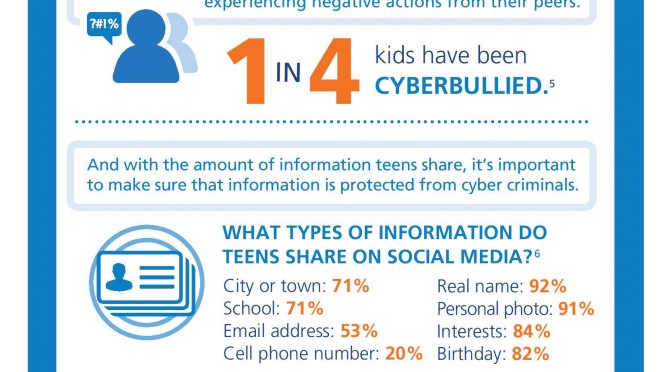 experiencing negative actions from their peers.
?#!%
1 IN 4 kids have been
CYBERBULLIED.5
And with the amount of information teens share, it's important
to make sure that information is protected from cyber criminals.
WHAT TYPES OF INFORMATION DO
TEENS SHARE ON SOCIAL MEDIA?6
City or town: 71%
School: 71%
Email address: 53%
Cell phone number: 20%
Real name: 92%
Personal photo: 91%
Interests: 84%
Birthday: 82%